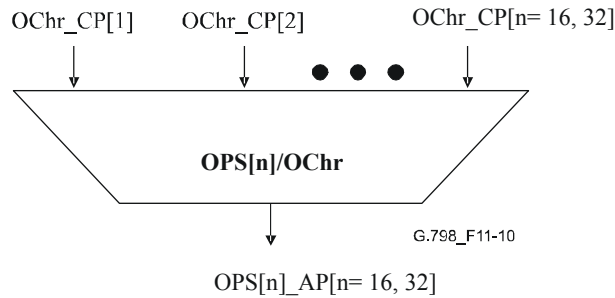 OChr_CP[1] OChr_CP[2] OChr_CP[n= 16, 32]
OPS[n]/OChr
G.798_F11-10
OPS[n]_AP[n= 16, 32]